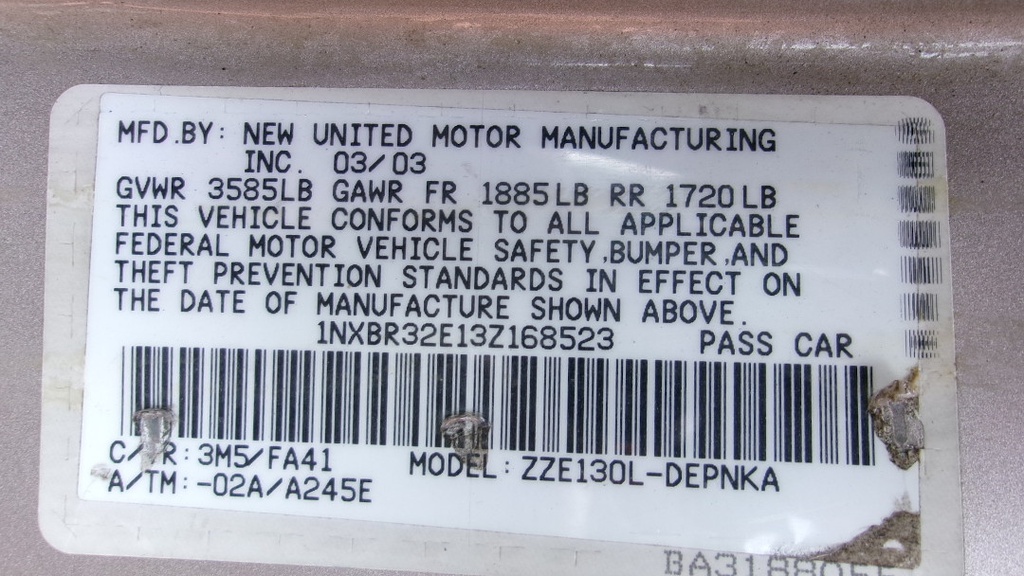 MFD.BY: NEW UNITED MOTOR MANUFACTURING
INC. 03/03
GVWR 3585LB GAWR FR 1885LB RR 1720LB
THIS VEHICLE CONFORMS TO ALL APPLICABLE
FEDERAL MOTOR VEHICLE SAFETY,BUMPER,AND
THEFT PREVENTION STANDARDS IN EFFECT ON
THE DATE OF MANUFACTURE SHOWN ABOVE.
1NXBR32E13Z168523 PASS CAR
C/TR: 3M5/FA41 MODEL: ZZE130L-DEPNKA
A/TM: -02A/A245E